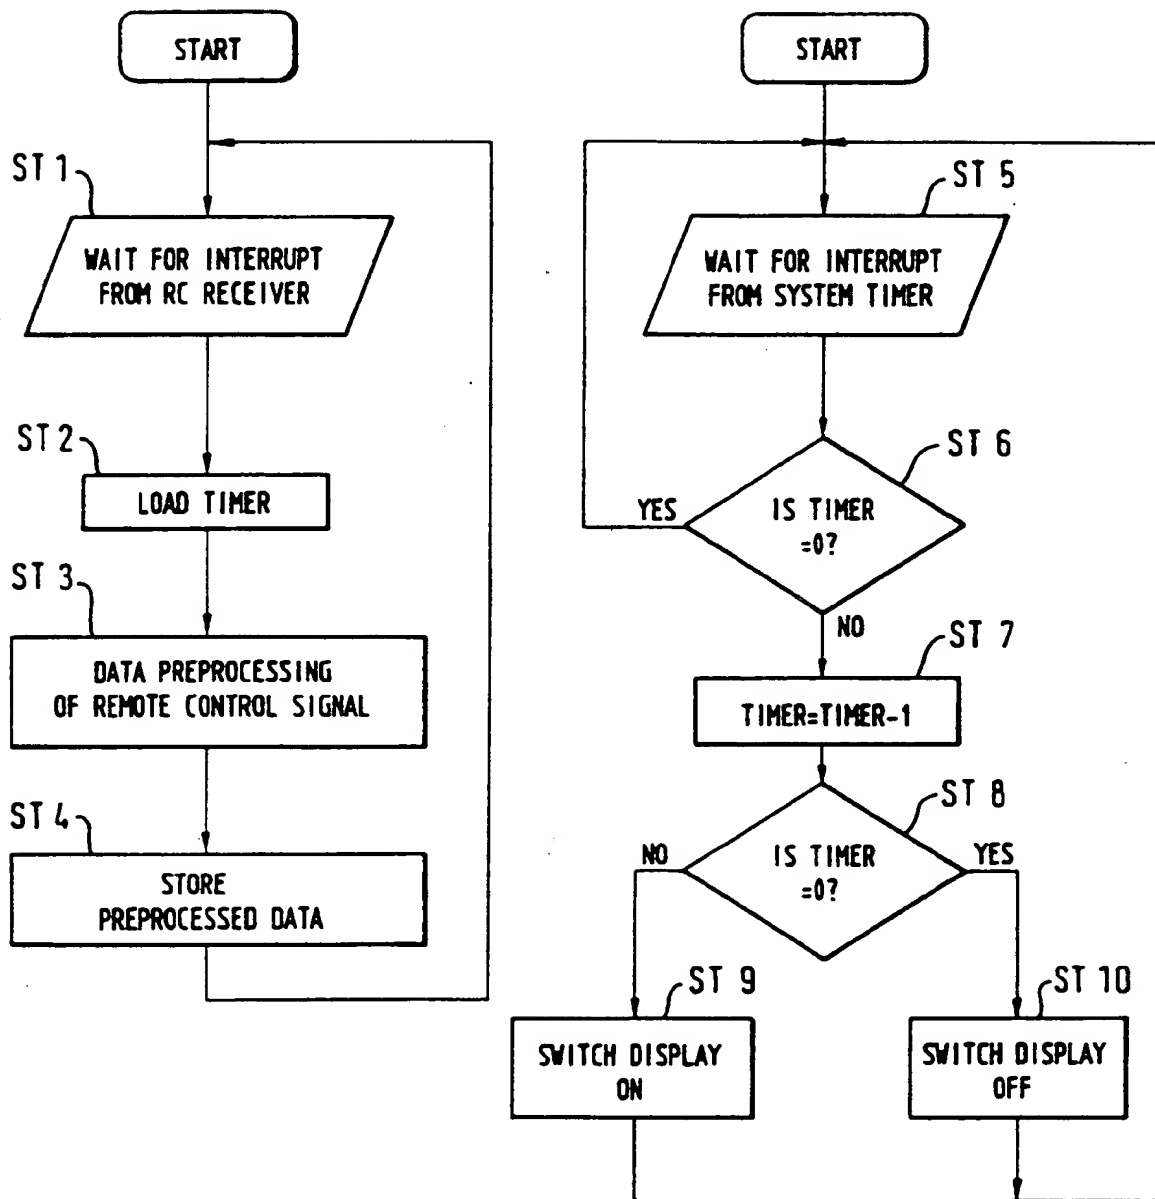 START
ST 1
WAIT FOR INTERRUPT
FROM RC RECEIVER
ST 2
LOAD TIMER
ST 3
DATA PREPROCESSING
OF REMOTE CONTROL SIGNAL
ST 4
STORE
PREPROCESSED DATA
START
ST 5
WAIT FOR INTERRUPT
FROM SYSTEM TIMER
ST 6
YES
IS TIMER
=0?
NO
ST 7
TIMER=TIMER-1
ST 8
NO
IS TIMER
=0?
YES
ST 9
SWITCH DISPLAY
ON
ST 10
SWITCH DISPLAY
OFF